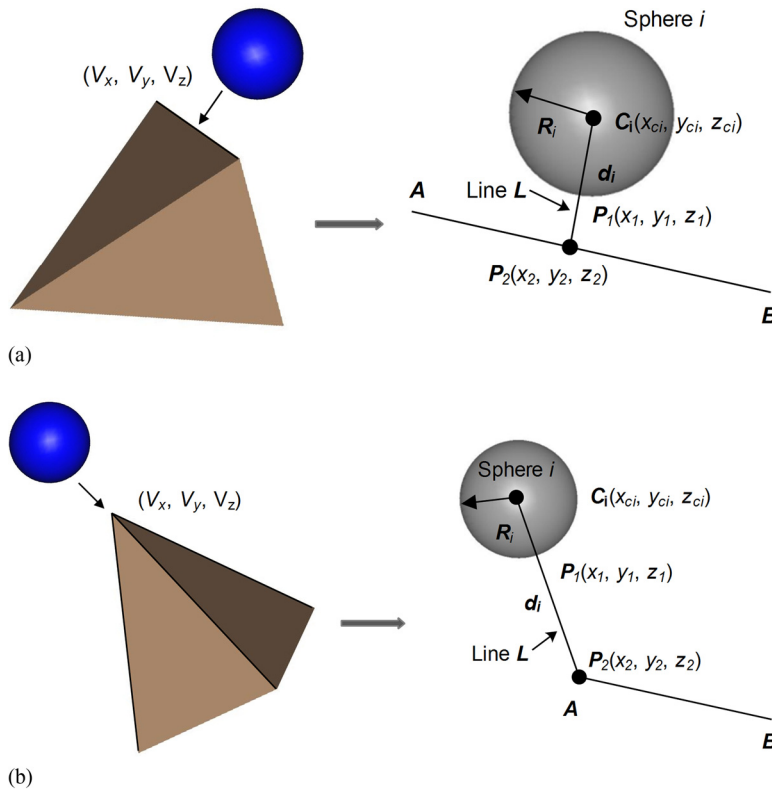 (Vx, Vy, Vz)
Sphere i
Ri
Ci(xci, yci, zci)
di
A
Line L
P1(x1, y1, z1)
P2(x2, y2, z2)
B
(a)
(Vx, Vy, Vz)
Sphere i
Ci(xci, yci, zci)
Ri
P1(x1, y1, z1)
di
Line L
P2(x2, y2, z2)
A
B
(b)